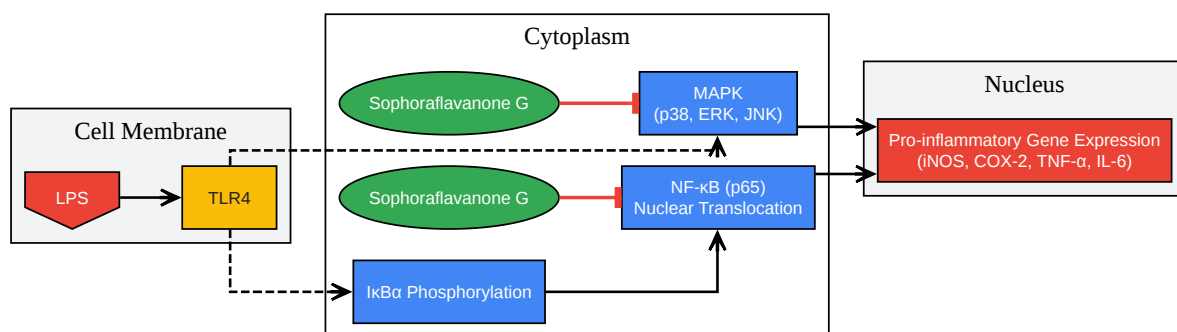 Cytoplasm
Sophoraflavanone G
MAPK
(p38, ERK, JNK)
Nucleus
Pro-inflammatory Gene Expression
(iNOS, COX-2, TNF-α, IL-6)
Cell Membrane
LPS
TLR4
Sophoraflavanone G
NF-κB (p65)
Nuclear Translocation
IκBα Phosphorylation